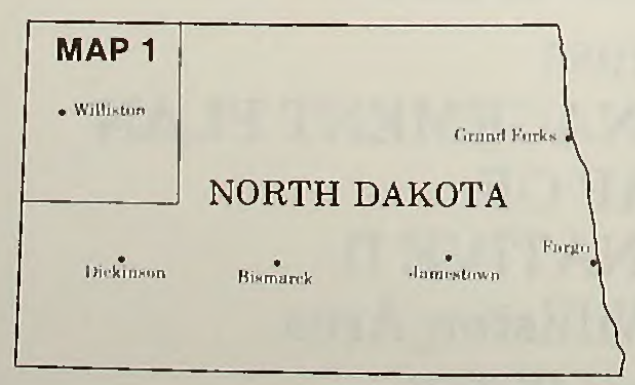 MAP 1
Williston
Grand Forks
NORTH DAKOTA
Fargo
Dickinson
Bismarck
Jamestown